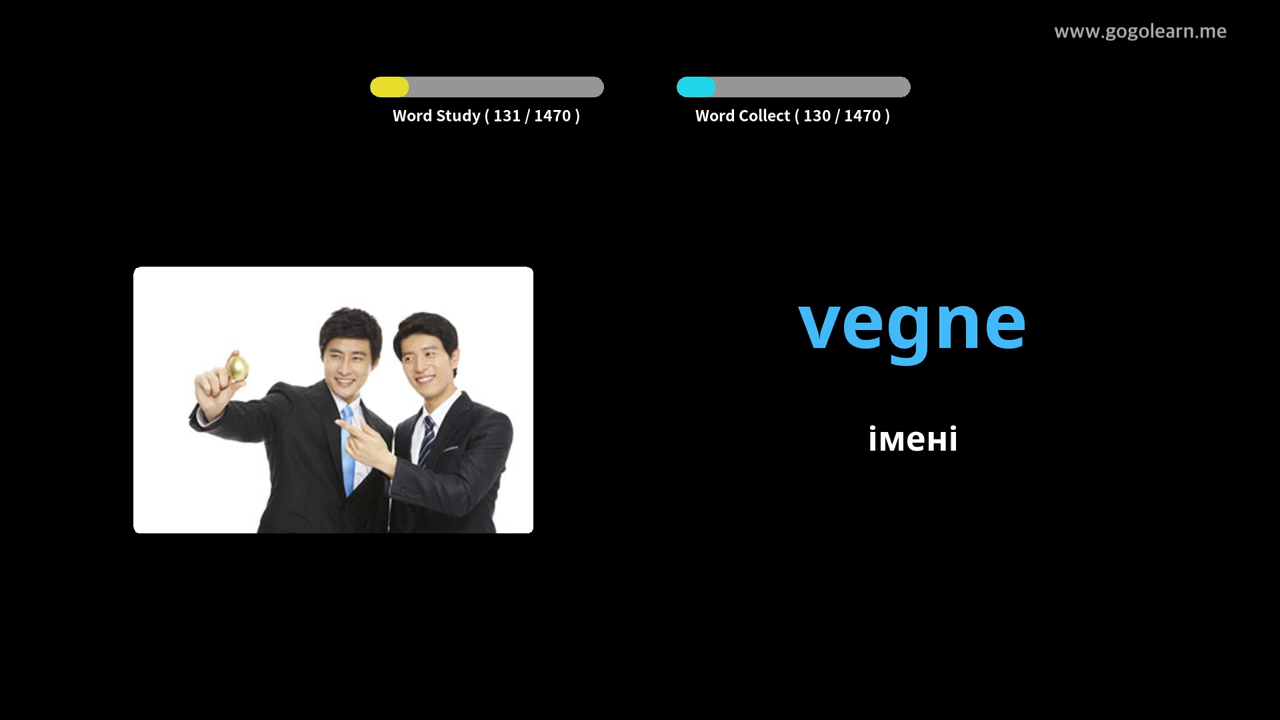 www.gogolearn.me
Word Study ( 131 / 1470 )
Word Collect ( 130 / 1470 )
vegne
імені